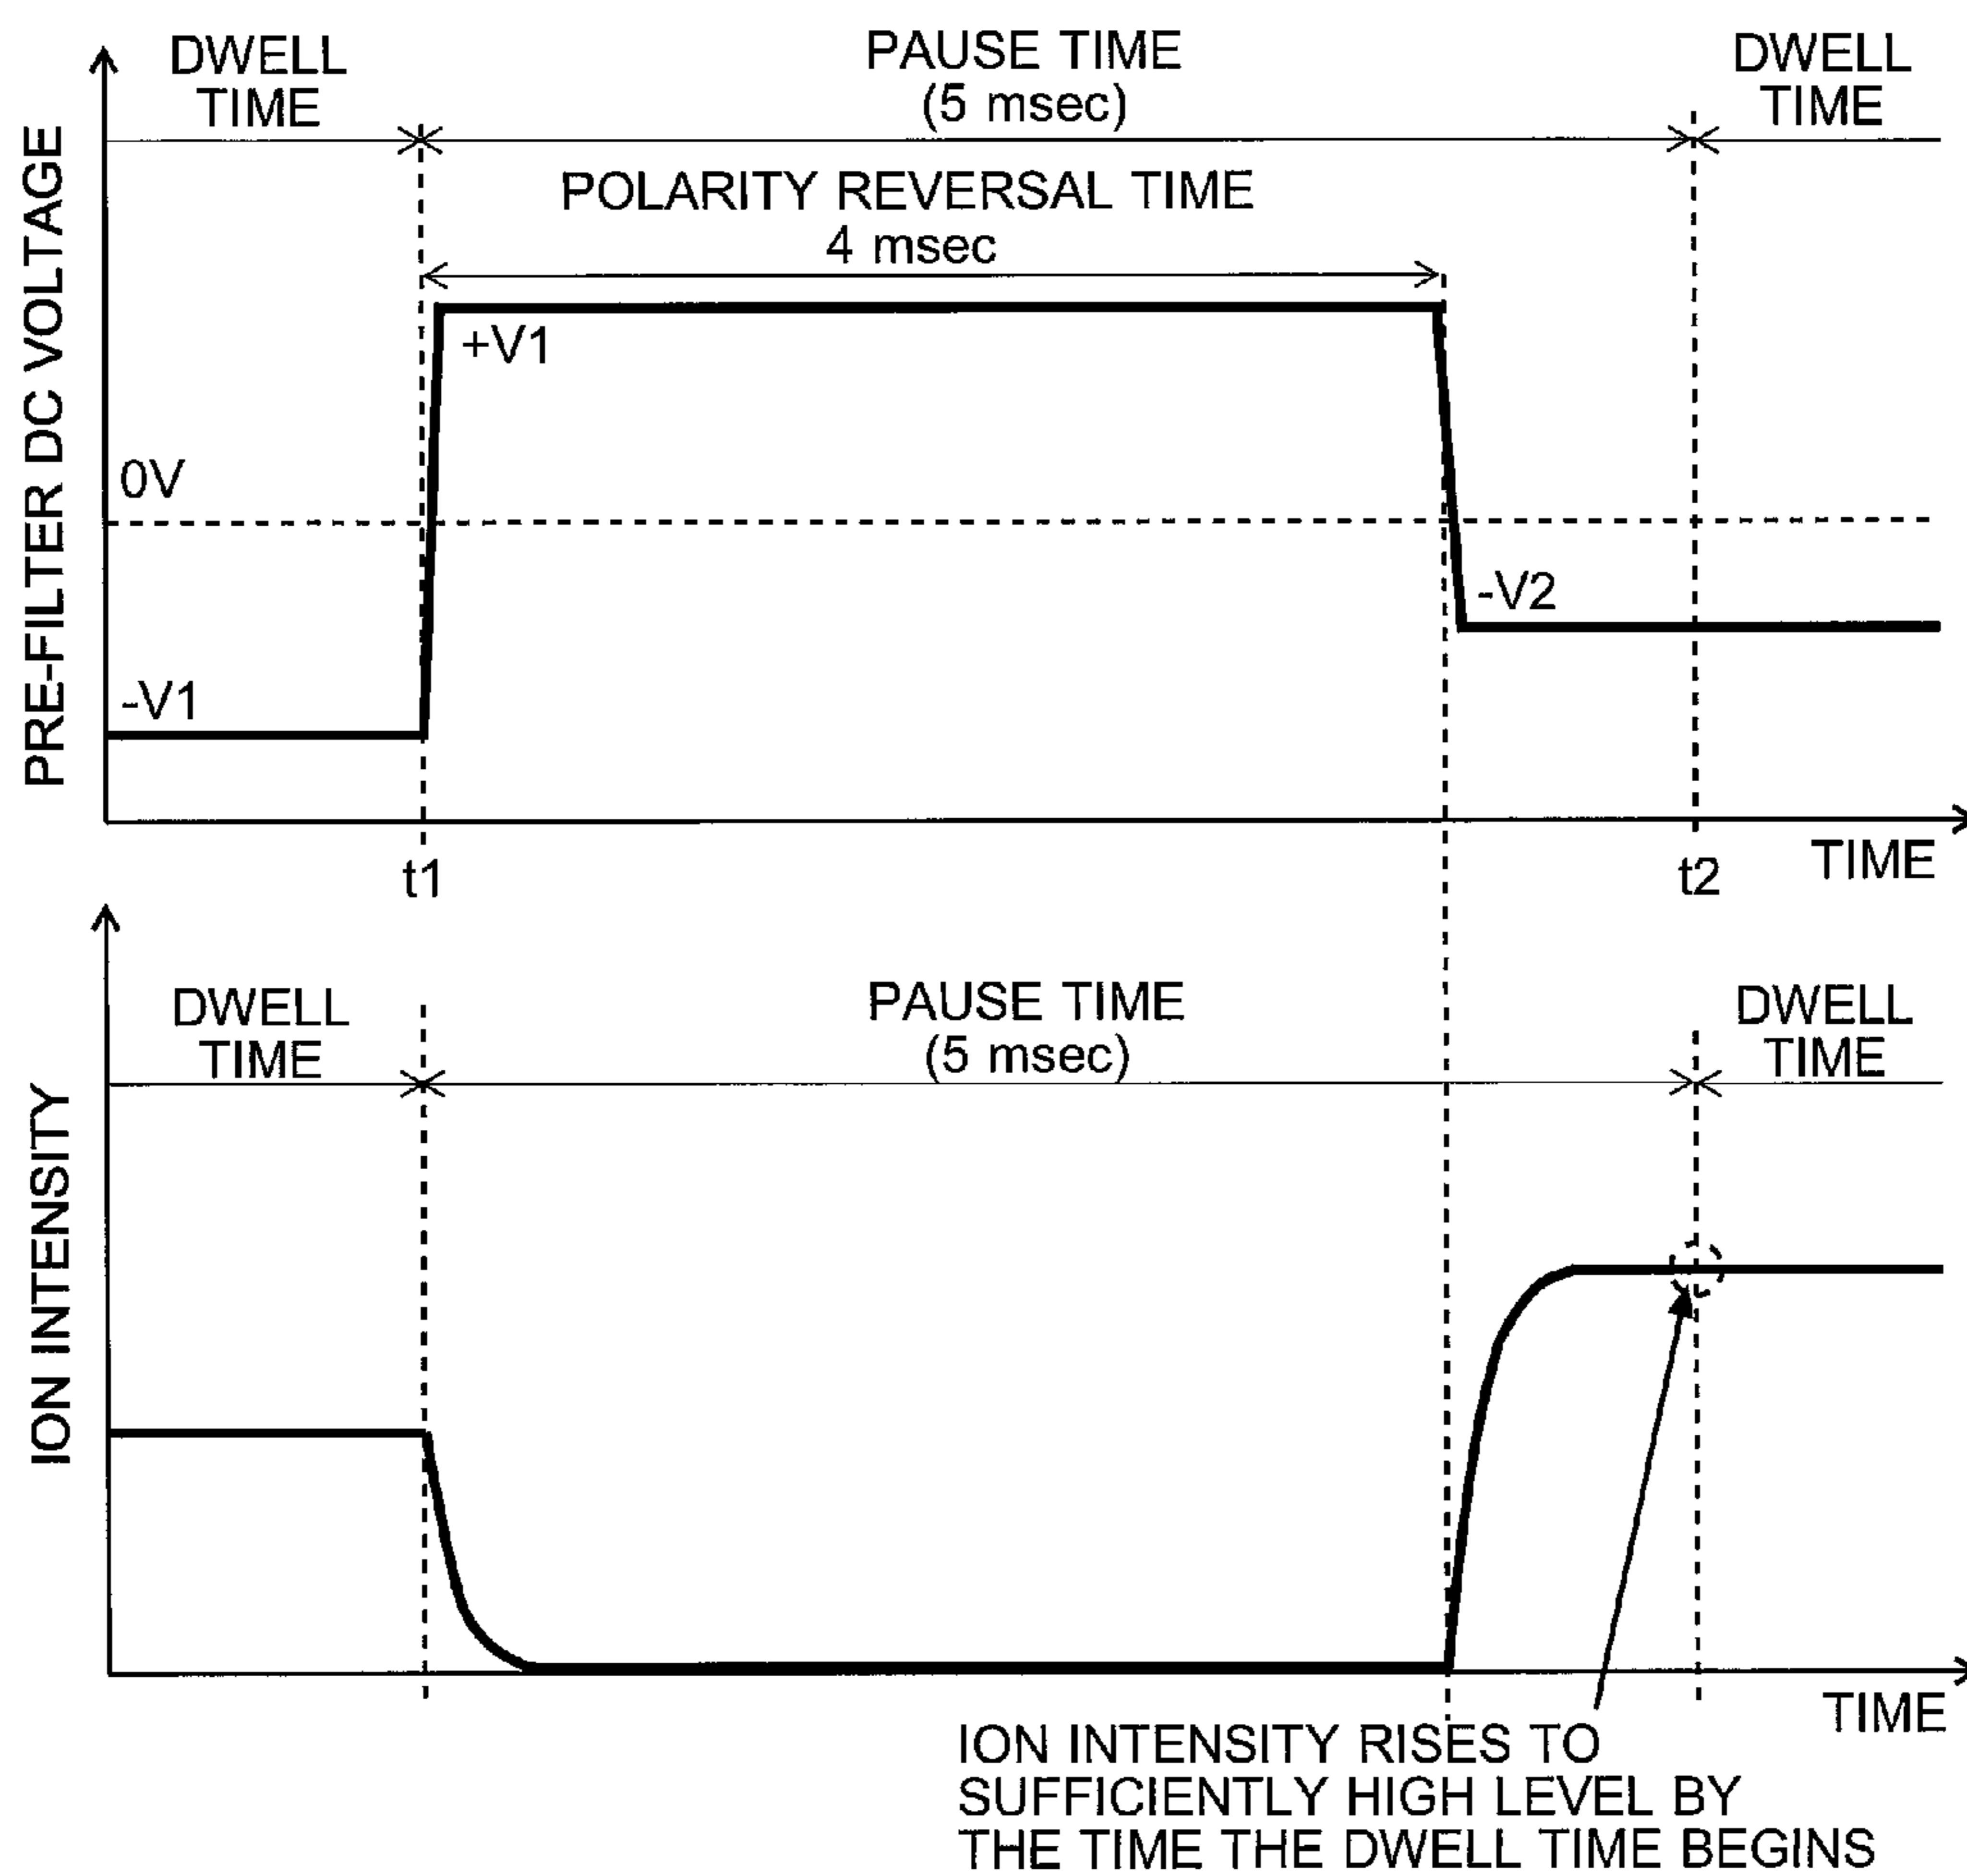 DWELL
TIME
PAUSE TIME
(5 msec)
DWELL
TIME
POLARITY REVERSAL TIME
4 msec
+V1
0V
-V2
-V1
PRE-FILTER DC VOLTAGE
TIME
t1
t2
DWELL
TIME
PAUSE TIME
(5 msec)
DWELL
TIME
ION INTENSITY
TIME
ION INTENSITY RISES TO
SUFFICIENTLY HIGH LEVEL BY
THE TIME THE DWELL TIME BEGINS